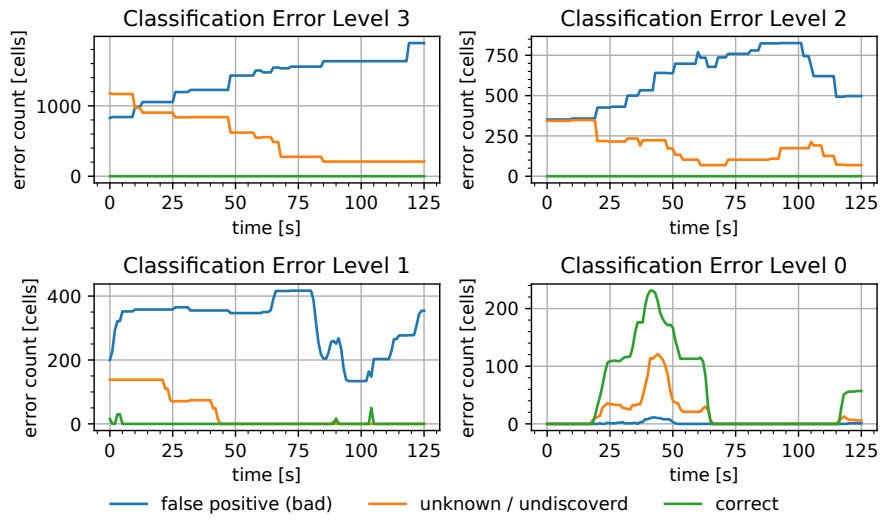 Classification Error Level 3
error count [cells]
1000
0
0 25 50 75 100 125
time [s]
Classification Error Level 2
error count [cells]
750
500
250
0
0 25 50 75 100 125
time [s]
Classification Error Level 1
error count [cells]
400
200
0
0 25 50 75 100 125
time [s]
Classification Error Level 0
error count [cells]
200
100
0
0 25 50 75 100 125
time [s]
false positive (bad) unknown / undiscoverd correct